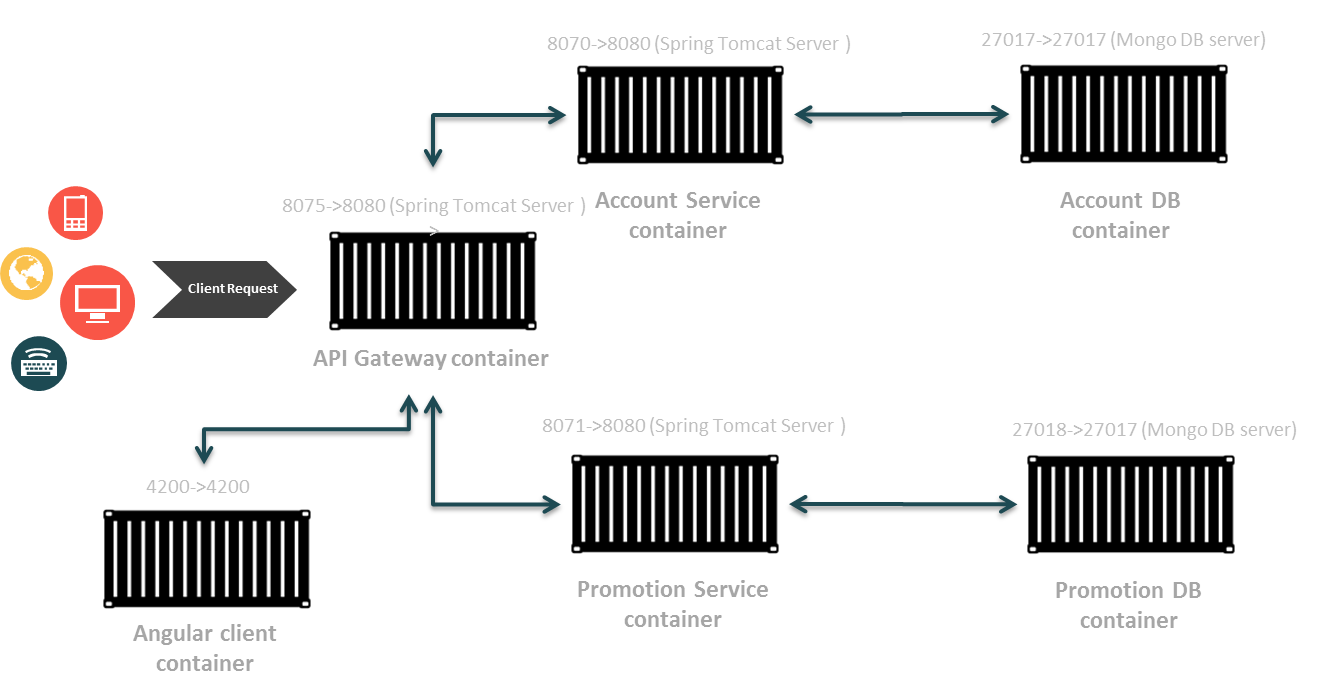 8070->8080 (Spring Tomcat Server )
27017->27017 (Mongo DB server)
Account Service
container
Account DB
container
8075->8080 (Spring Tomcat Server )
>
Client Request
API Gateway container
8071->8080 (Spring Tomcat Server )
27018->27017 (Mongo DB server)
4200->4200
Promotion Service
container
Promotion DB
container
Angular client
container